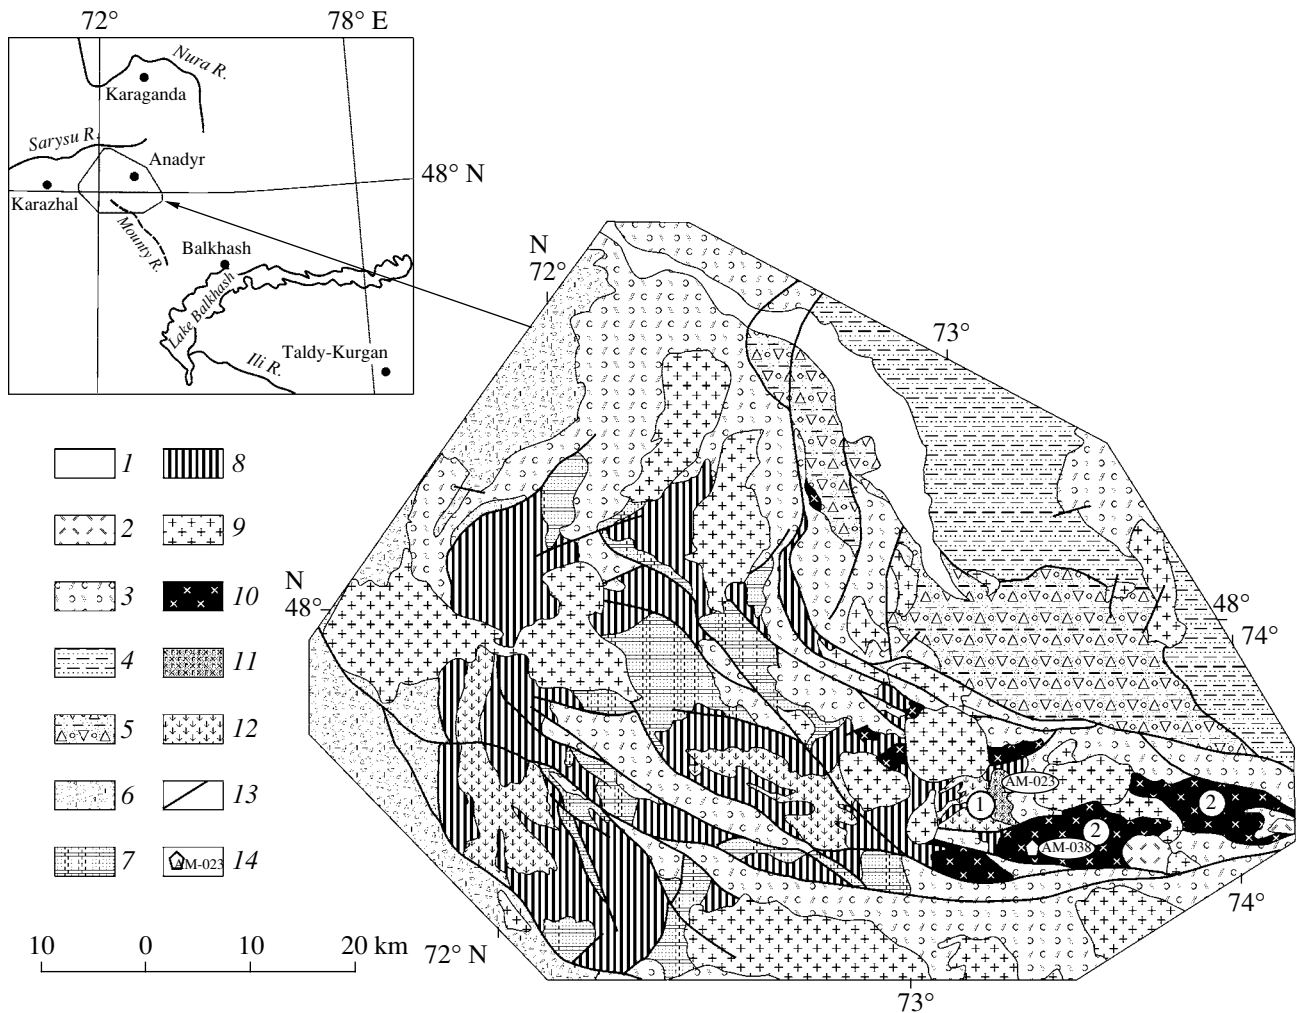 72°
78° E
Nura R.
Karaganda
Sarysu R.
Anadyr
48° N
Karazhal
Mounty R.
Balkhash
Lake Balkhash
Ili R.
Taldy-Kurgan
N
72°
73°
1
8
2
9
3
10
4
11
5
12
6
13
7
AM-023
14
N
48°
48°
74°
AM-023
1
2
2
AM-038
74°
10 0 10 20 km
72° N
73°